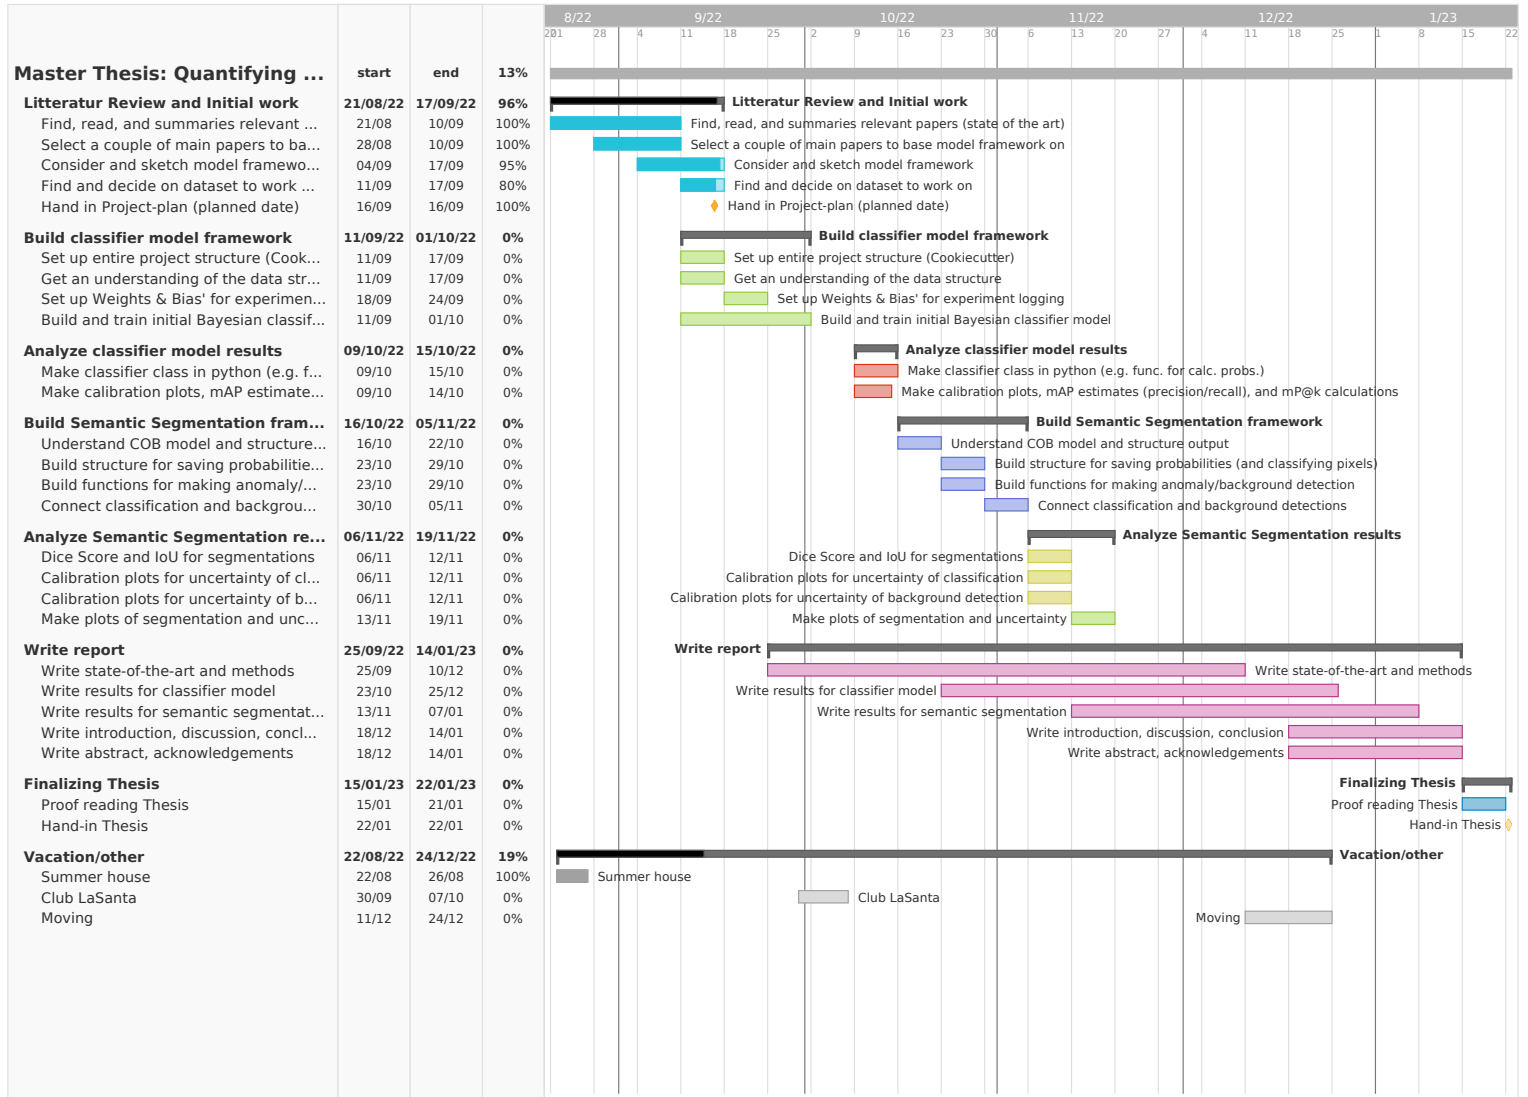 8/22 9/22 10/22 11/22 12/22 1/23
21 28 4 11 18 25 2 9 16 23 30 6 13 20 27 4 11 18 25 1 8 15 22
Master Thesis: Quantifying ... start end 13%
Litteratur Review and Initial work 21/08/22 17/09/22 96% Litteratur Review and Initial work
Find, read, and summaries relevant ... 21/08 10/09 100% Find, read, and summaries relevant papers (state of the art)
Select a couple of main papers to ba... 28/08 10/09 100% Select a couple of main papers to base model framework on
Consider and sketch model framewo... 04/09 17/09 95% Consider and sketch model framework
Find and decide on dataset to work ... 11/09 17/09 80% Find and decide on dataset to work on
Hand in Project-plan (planned date) 16/09 16/09 100% Hand in Project-plan (planned date)
Build classifier model framework 11/09/22 01/10/22 0% Build classifier model framework
Set up entire project structure (Cook... 11/09 17/09 0% Set up entire project structure (Cookiecutter)
Get an understanding of the data str... 11/09 17/09 0% Get an understanding of the data structure
Set up Weights & Bias' for experimen... 18/09 24/09 0% Set up Weights & Bias' for experiment logging
Build and train initial Bayesian classif... 11/09 01/10 0% Build and train initial Bayesian classifier model
Analyze classifier model results 09/10/22 15/10/22 0% Analyze classifier model results
Make classifier class in python (e.g. f... 09/10 15/10 0% Make classifier class in python (e.g. func. for calc. probs.)
Make calibration plots, mAP estimate... 09/10 14/10 0% Make calibration plots, mAP estimates (precision/recall), and mP@k calculations
Build Semantic Segmentation fram... 16/10/22 05/11/22 0% Build Semantic Segmentation framework
Understand COB model and structure... 16/10 22/10 0% Understand COB model and structure output
Build structure for saving probabilitie... 23/10 29/10 0% Build structure for saving probabilities (and classifying pixels)
Build functions for making anomaly/... 23/10 29/10 0% Build functions for making anomaly/background detection
Connect classification and backgrou... 30/10 05/11 0% Connect classification and background detections
Analyze Semantic Segmentation re... 06/11/22 19/11/22 0% Analyze Semantic Segmentation results
Dice Score and IoU for segmentations 06/11 12/11 0% Dice Score and IoU for segmentations
Calibration plots for uncertainty of cl... 06/11 12/11 0% Calibration plots for uncertainty of classification
Calibration plots for uncertainty of b... 06/11 12/11 0% Calibration plots for uncertainty of background detection
Make plots of segmentation and unc... 13/11 19/11 0% Make plots of segmentation and uncertainty
Write report 25/09/22 14/01/23 0% Write report
Write state-of-the-art and methods 25/09 10/12 0% Write state-of-the-art and methods
Write results for classifier model 23/10 25/12 0% Write results for classifier model
Write results for semantic segmentat... 13/11 07/01 0% Write results for semantic segmentation
Write introduction, discussion, concl... 18/12 14/01 0% Write introduction, discussion, conclusion
Write abstract, acknowledgements 18/12 14/01 0% Write abstract, acknowledgements
Finalizing Thesis 15/01/23 22/01/23 0% Finalizing Thesis
Proof reading Thesis 15/01 21/01 0% Proof reading Thesis
Hand-in Thesis 22/01 22/01 0% Hand-in Thesis
Vacation/other 22/08/22 24/12/22 19% Vacation/other
Summer house 22/08 26/08 100% Summer house
Club LaSanta 30/09 07/10 0% Club LaSanta
Moving 11/12 24/12 0% Moving